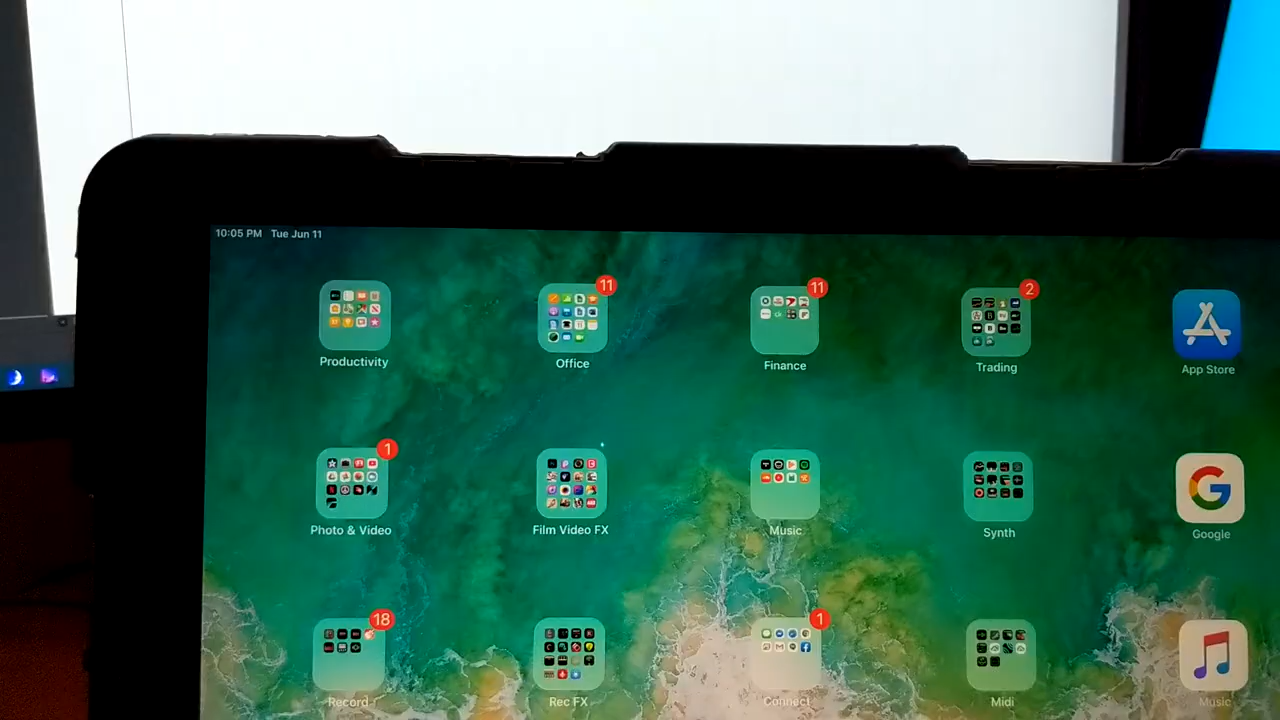 10:05 PM Tue Jun 11
11
11
2
Productivity
Office
Finance
Trading
App Store
1
Photo & Video
Film Video FX
Music
Synth
Google
18
1
Record
Rec FX
Connect
Midi
Music